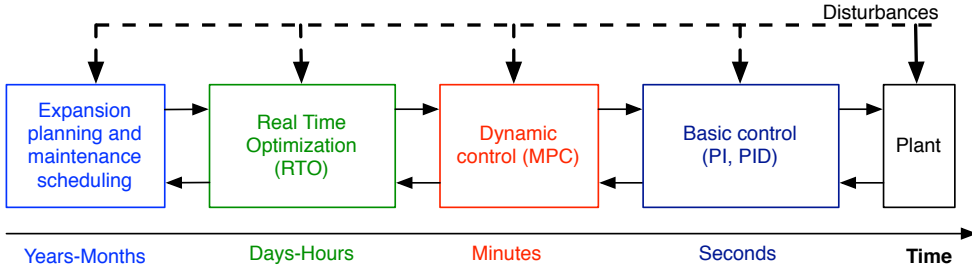 Disturbances
Expansion
planning and
maintenance
scheduling
Real Time
Optimization
(RTO)
Dynamic
control (MPC)
Basic control
(PI, PID)
Plant
Years-Months
Days-Hours
Minutes
Seconds
Time